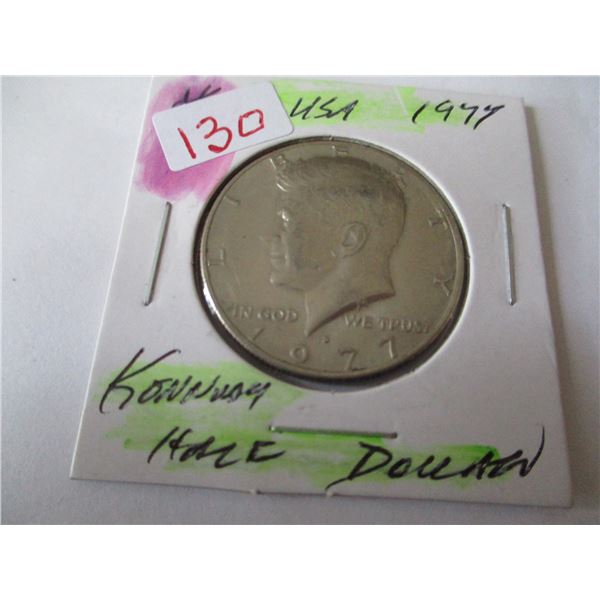 USA 1977
130
LIBERTY
IN GOD WE TRUST
D
1977
KENNEDY
HALF DOLLAR